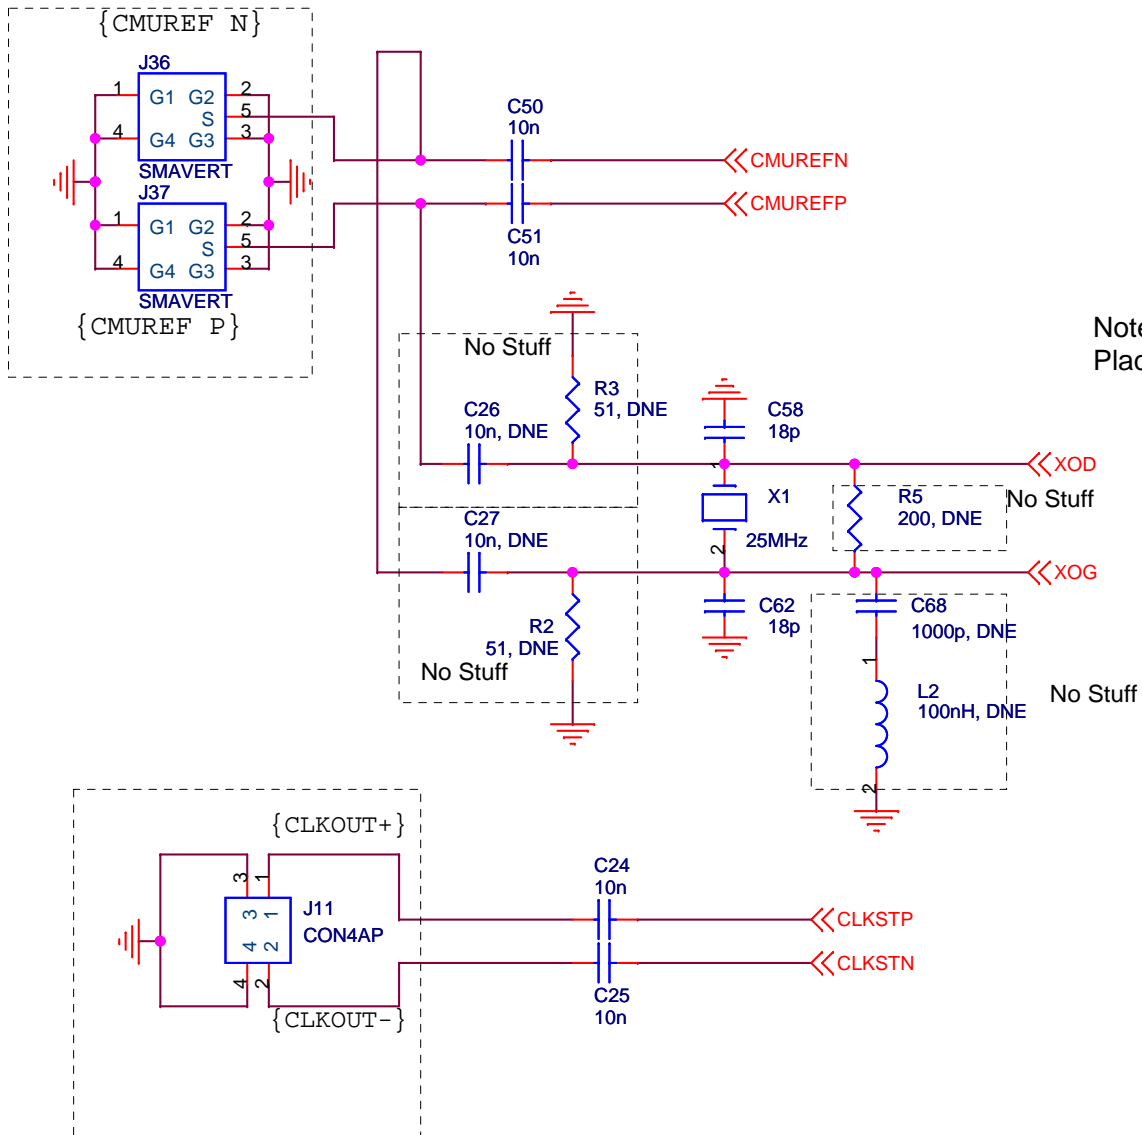 {CMUREF N}
J36
1 G1 G2 2
S 5
4 G4 G3 3
SMAVERT
J37
1 G1 G2 2
S 5
4 G4 G3 3
SMAVERT
{CMUREF P}
C50
10n
CMUREFN
CMUREFP
C51
10n
Note
Plac
No Stuff
R3
51, DNE
C26
10n, DNE
C58
18p
1
XOD
X1
25MHz
2
R5
200, DNE
No Stuff
C27
10n, DNE
XOG
R2
51, DNE
No Stuff
C62
18p
C68
1000p, DNE
1
L2
100nH, DNE
2
No Stuff
{CLKOUT+}
3 1
3 1
4 2
4 2
J11
CON4AP
{CLKOUT-}
C24
10n
CLKSTP
CLKSTN
C25
10n